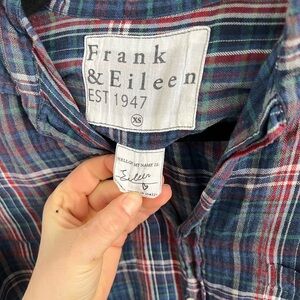 Frank
& Eileen
EST 1947
XS
HELLO! MY NAME IS
Eileen